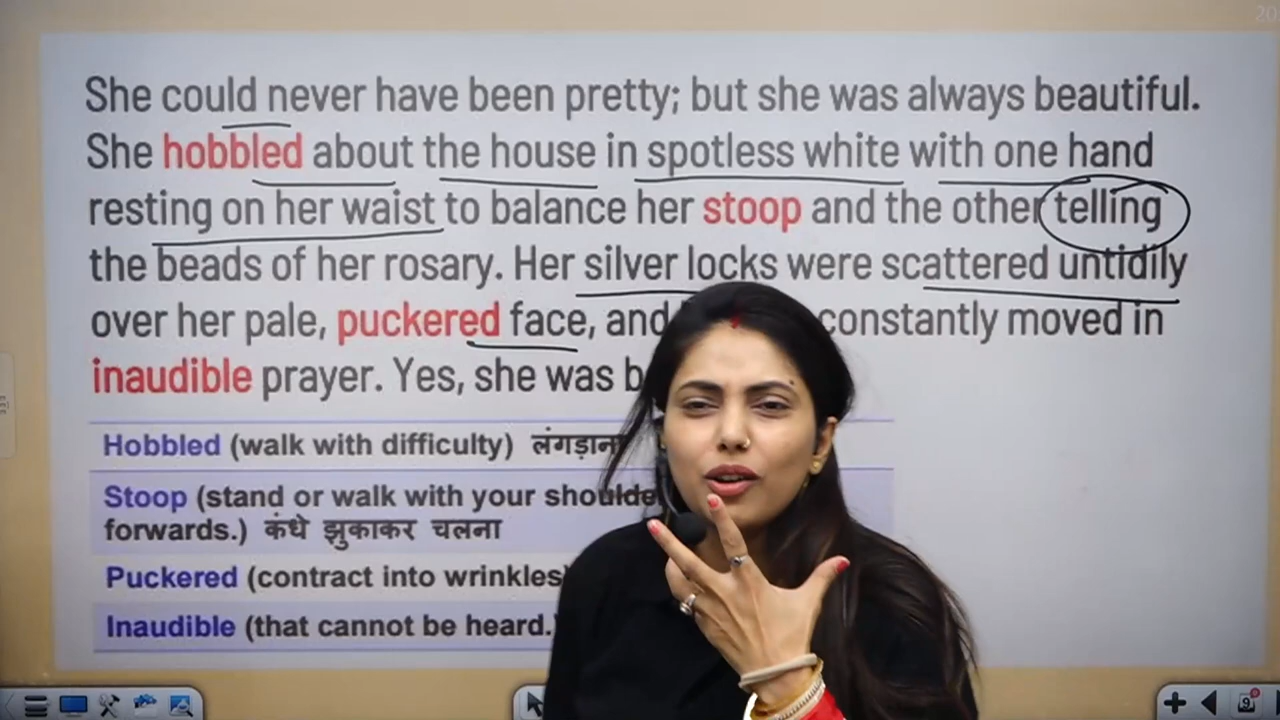 20
She could never have been pretty; but she was always beautiful.
She hobbled about the house in spotless white with one hand
resting on her waist to balance her stoop and the other telling
the beads of her rosary. Her silver locks were scattered untidily
over her pale, puckered face, and constantly moved in
inaudible prayer. Yes, she was
Hobbled (walk with difficulty)
Stoop (stand or walk with your
forwards.) कंधे झुकाकर चलना
Puckered (contract into wrinkles)
Inaudible (that cannot be heard.
9